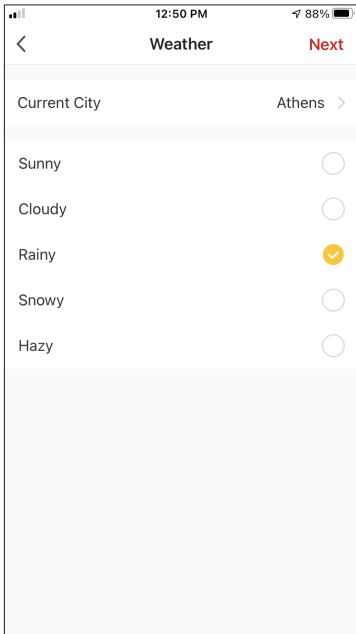 12:50 PM 88%
Weather Next
Current City Athens
Sunny
Cloudy
Rainy
Snowy
Hazy